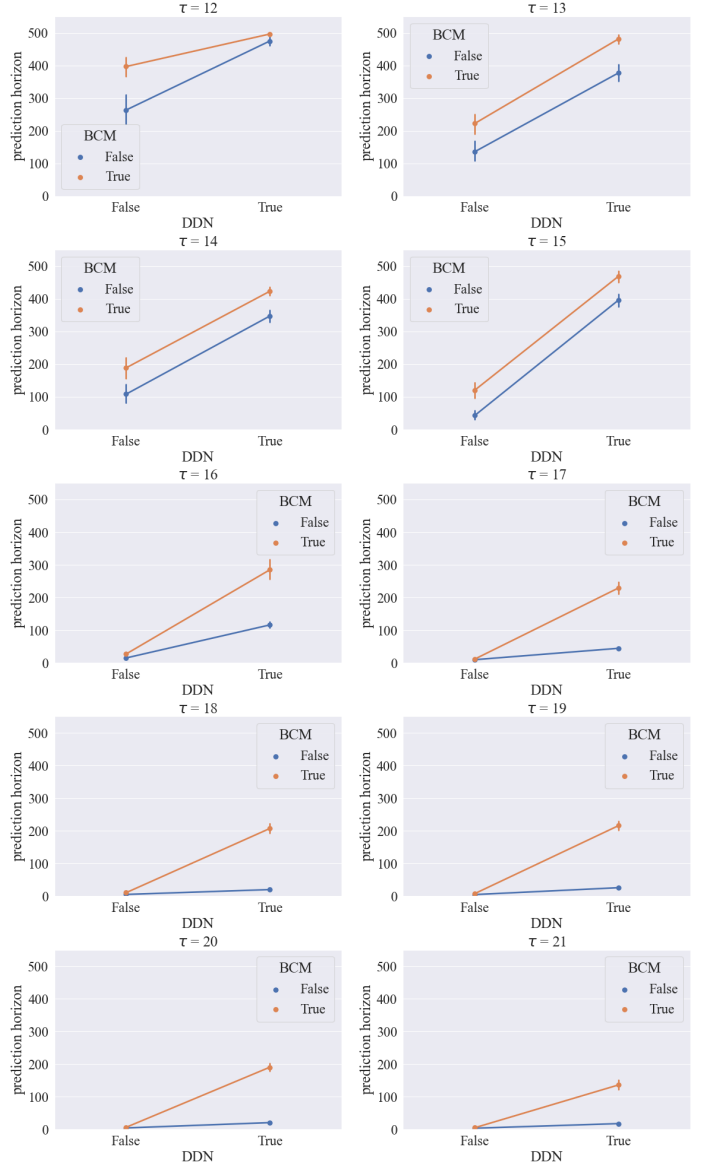 τ = 12
prediction horizon
500
400
300
200
100
0
BCM
False
True
False
True
DDN
τ = 13
prediction horizon
500
400
300
200
100
0
BCM
False
True
False
True
DDN
τ = 14
prediction horizon
500
400
300
200
100
0
BCM
False
True
False
True
DDN
τ = 15
prediction horizon
500
400
300
200
100
0
BCM
False
True
False
True
DDN
τ = 16
prediction horizon
500
400
300
200
100
0
BCM
False
True
False
True
DDN
τ = 17
prediction horizon
500
400
300
200
100
0
BCM
False
True
False
True
DDN
τ = 18
prediction horizon
500
400
300
200
100
0
BCM
False
True
False
True
DDN
τ = 19
prediction horizon
500
400
300
200
100
0
BCM
False
True
False
True
DDN
τ = 20
prediction horizon
500
400
300
200
100
0
BCM
False
True
False
True
DDN
τ = 21
prediction horizon
500
400
300
200
100
0
BCM
False
True
False
True
DDN